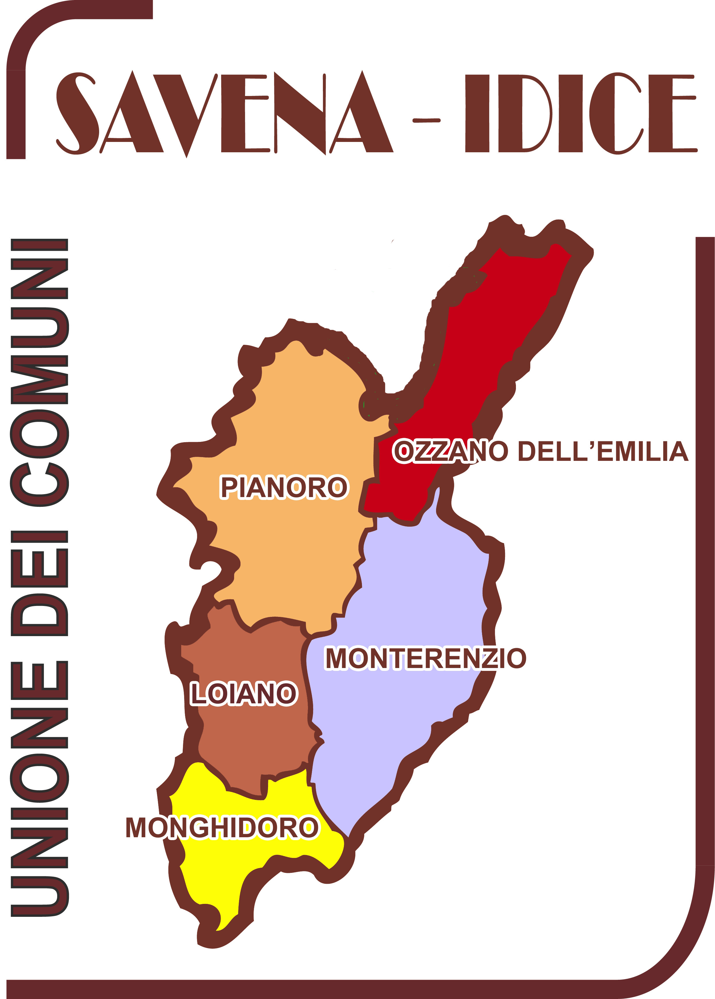 SAVENA - IDICE
UNIONE DEI COMUNI
OZZANO DELL'EMILIA
PIANORO
MONTERENZIO
LOIANO
MONGHIDORO